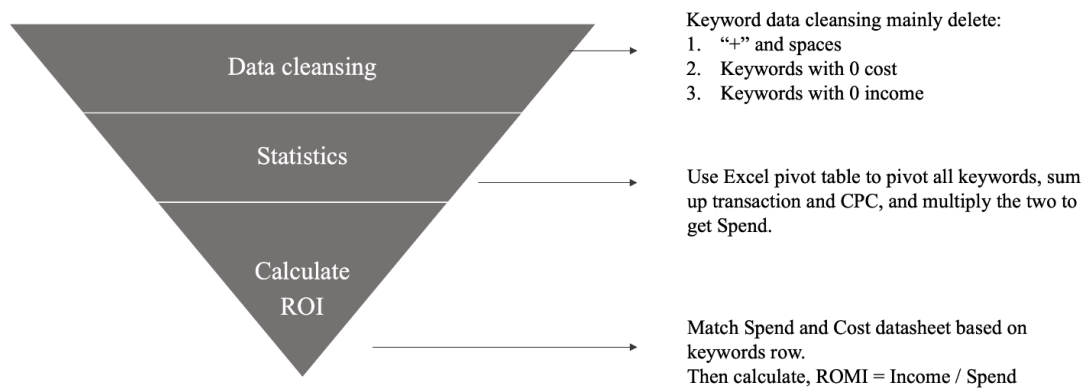 Data cleansing
Statistics
Calculate
ROI
Keyword data cleansing mainly delete:
1. “+” and spaces
2. Keywords with 0 cost
3. Keywords with 0 income
Use Excel pivot table to pivot all keywords, sum
up transaction and CPC, and multiply the two to
get Spend.
Match Spend and Cost datasheet based on
keywords row.
Then calculate, ROMI = Income / Spend